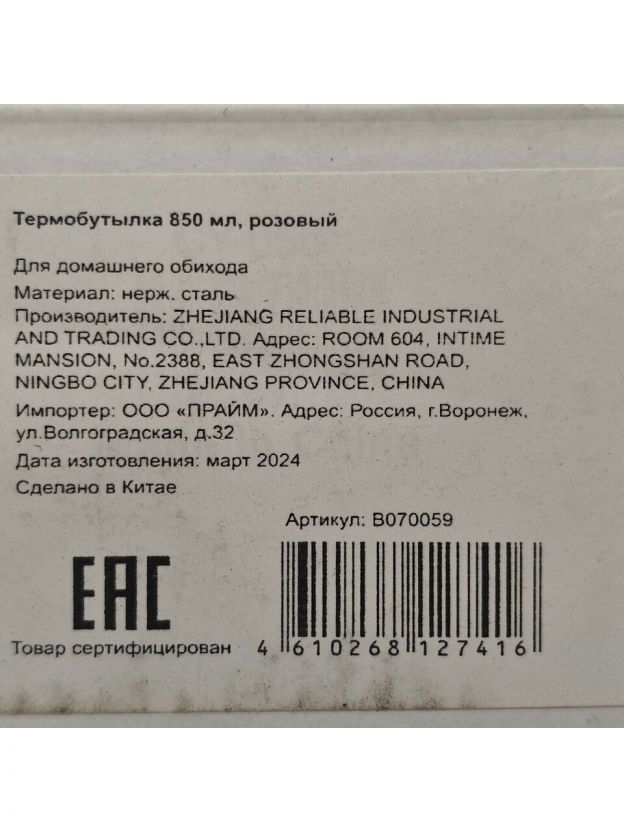 Термобутылка 850 мл, розовый
Для домашнего обихода
Материал: нерж. сталь
Производитель: ZHEJIANG RELIABLE INDUSTRIAL
AND TRADING CO.,LTD. Адрес: ROOM 604, INTIME
MANSION, No.2388, EAST ZHONGSHAN ROAD,
NINGBO CITY, ZHEJIANG PROVINCE, CHINA
Импортер: ООО «ПРАЙМ». Адрес: Россия, г.Воронеж,
ул.Волгоградская, д.32
Дата изготовления: март 2024
Сделано в Китае
Артикул: B070059
EAC
Товар сертифицирован
4 610268 127416